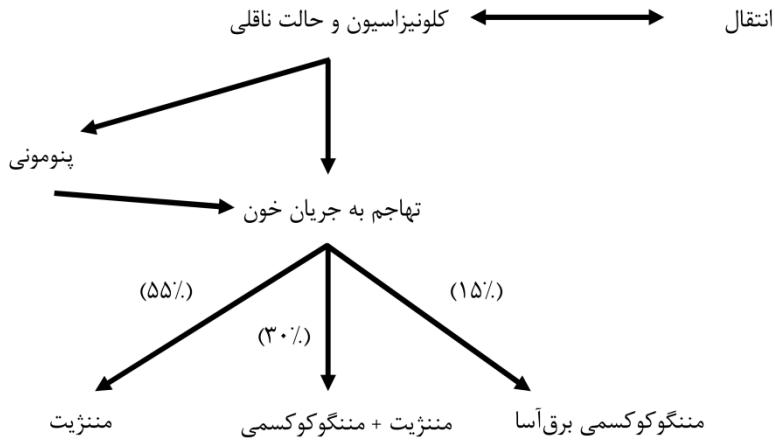 انتقال
کلونیزاسیون و حالت ناقلی
پنومونی
تهاجم به جریان خون
(۱۵٪)
(۳۰٪)
(۵۵٪)
مننگوکوکسمی برق‌آسا
مننژیت + مننگوکوکسمی
مننژیت